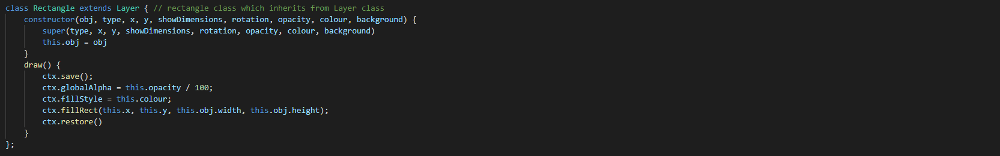 class Rectangle extends Layer { // rectangle class which inherits from Layer class
    constructor(obj, type, x, y, showDimensions, rotation, opacity, colour, background) {
        super(type, x, y, showDimensions, rotation, opacity, colour, background)
        this.obj = obj
    }
    draw() {
        ctx.save();
        ctx.globalAlpha = this.opacity / 100;
        ctx.fillStyle = this.colour;
        ctx.fillRect(this.x, this.y, this.obj.width, this.obj.height);
        ctx.restore()
    }
};